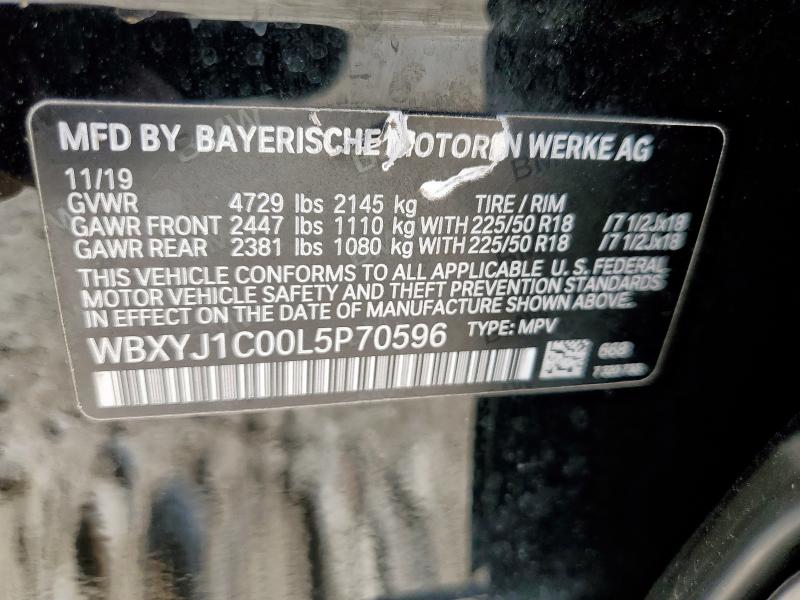 MFD BY BAYERISCHE MOTOREN WERKE AG
11/19
GVWR 4729 lbs 2145 kg TIRE / RIM
GAWR FRONT 2447 lbs 1110 kg WITH 225/50 R18 /7 1/2Jx18
GAWR REAR 2381 lbs 1080 kg WITH 225/50 R18 /7 1/2Jx18
THIS VEHICLE CONFORMS TO ALL APPLICABLE U.S. FEDERAL
MOTOR VEHICLE SAFETY AND THEFT PREVENTION STANDARDS
IN EFFECT ON THE DATE OF MANUFACTURE SHOWN ABOVE.
WBXYJ1C00L5P70596 TYPE: MPV
668